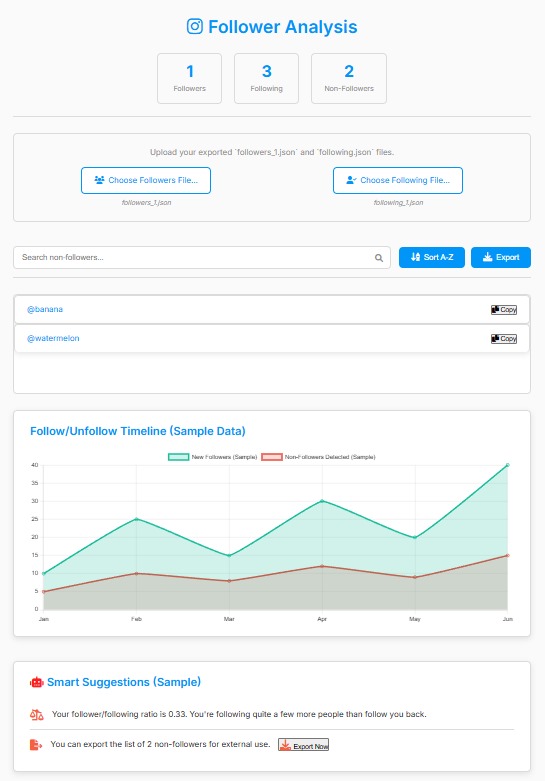 Follower Analysis
1
Followers
3
Following
2
Non-Followers
Upload your exported `followers_1.json` and `following.json` files.
Choose Followers File...
followers_1.json
Choose Following File...
following_1.json
Search non-followers...
Sort A-Z
Export
@banana
Copy
@watermelon
Copy
Follow/Unfollow Timeline (Sample Data)
New Followers (Sample) Non-Followers Detected (Sample)
40
35
30
25
20
15
10
5
0
Jan Feb Mar Apr May Jun
Smart Suggestions (Sample)
Your follower/following ratio is 0.33. You're following quite a few more people than follow you back.
You can export the list of 2 non-followers for external use. Export Now